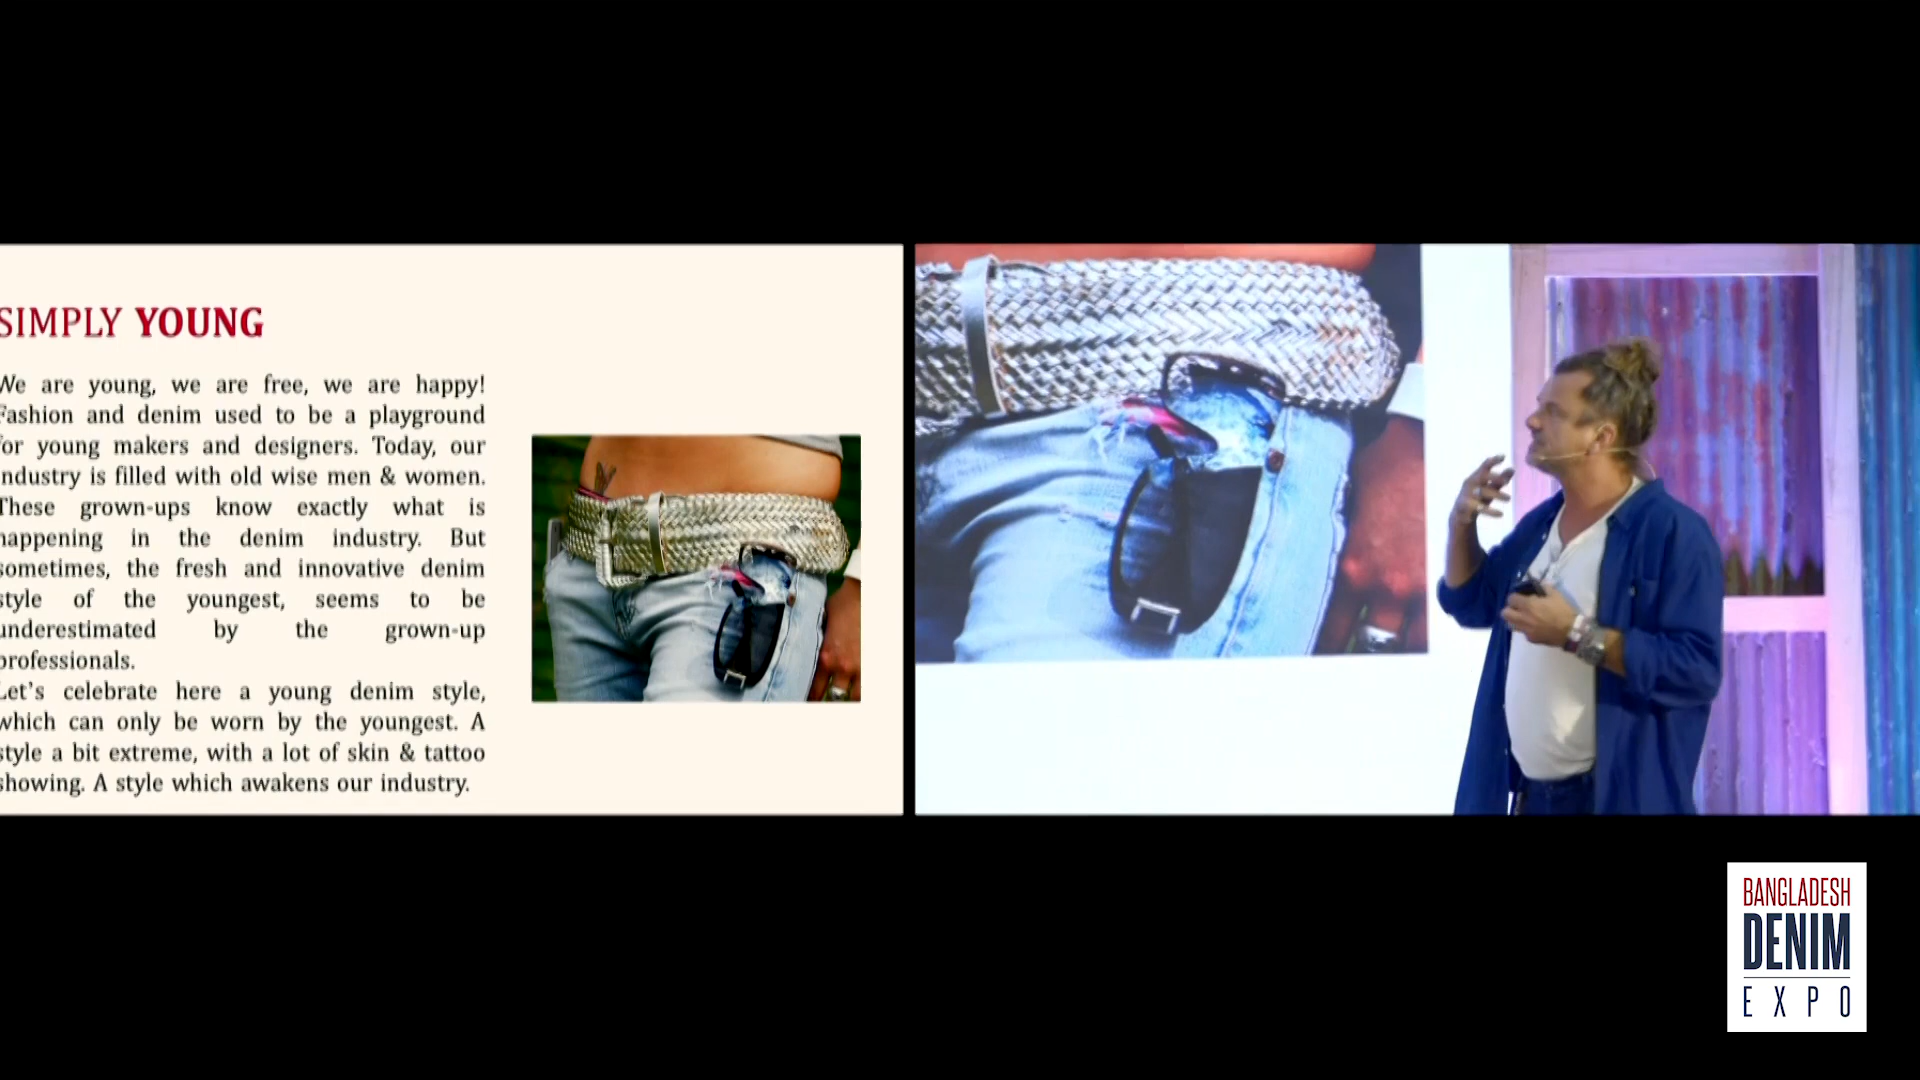 SIMPLY YOUNG
We are young, we are free, we are happy!
Fashion and denim used to be a playground
for young makers and designers. Today, our
industry is filled with old wise men & women.
These grown-ups know exactly what is
happening in the denim industry. But
sometimes, the fresh and innovative denim
style of the youngest, seems to be
underestimated by the grown-up
professionals.
Let's celebrate here a young denim style,
which can only be worn by the youngest. A
style a bit extreme, with a lot of skin & tattoo
showing. A style which awakens our industry.
BANGLADESH
DENIM
EXPO